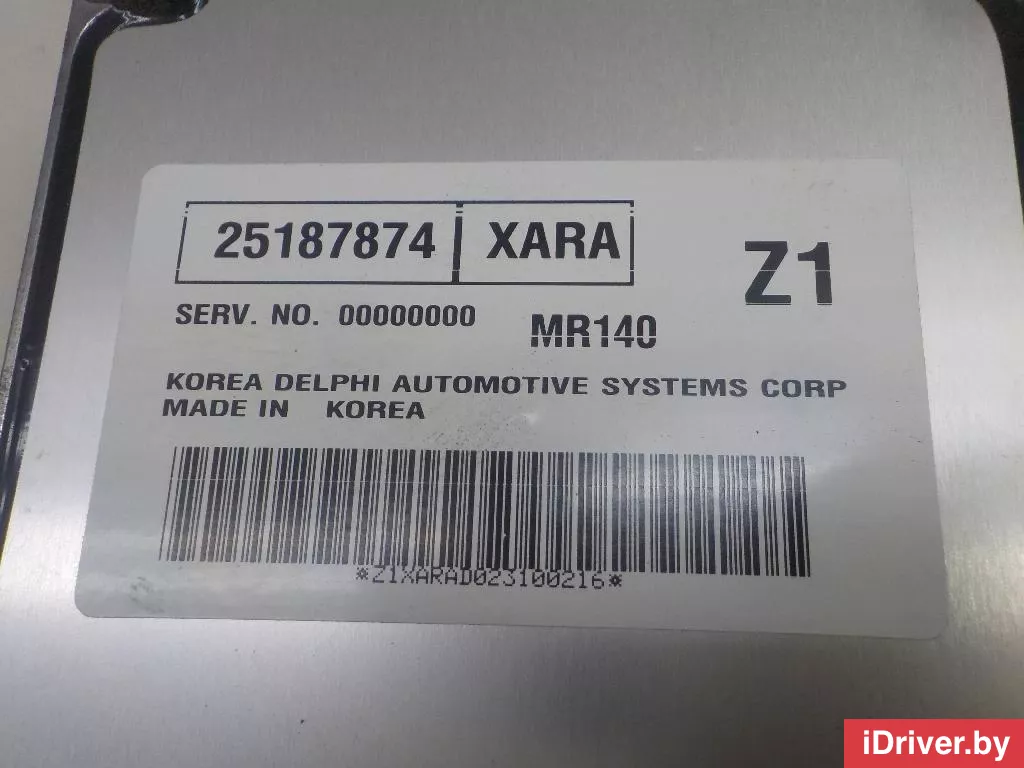 25187874 XARA Z1
SERV. NO. 00000000 MR140
KOREA DELPHI AUTOMOTIVE SYSTEMS CORP
MADE IN KOREA
*Z1XARAD023100216*
iDriver.by